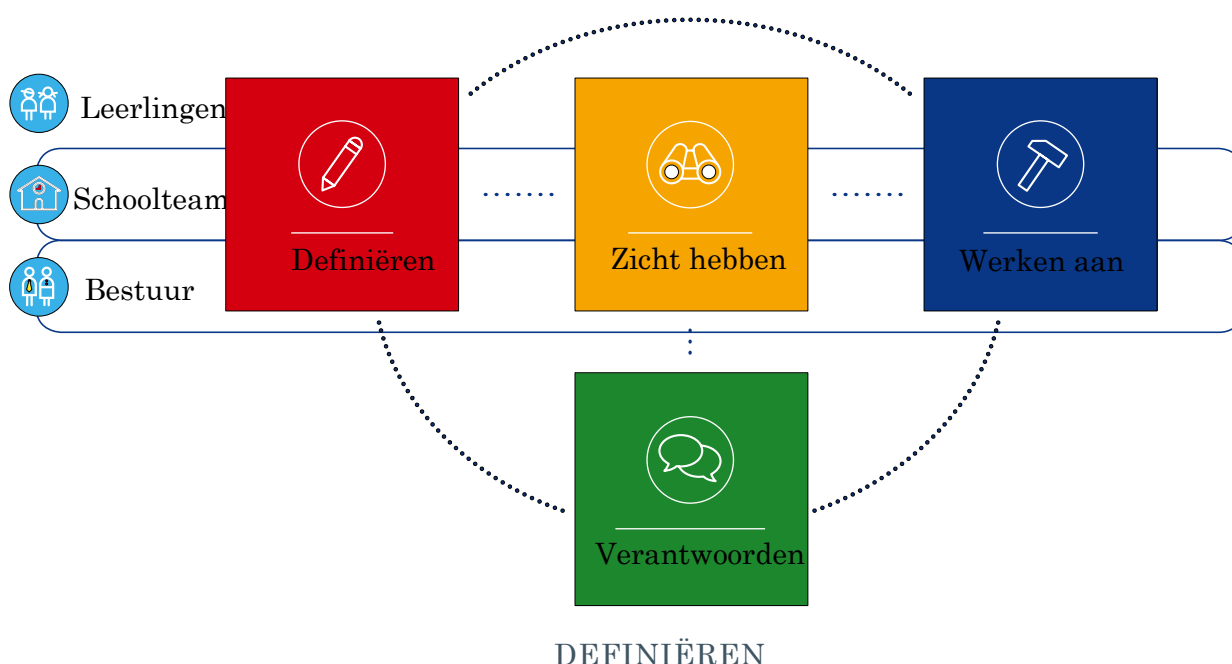 Leerlingen
Schoolteam
Bestuur
Definiëren
Zicht hebben
Werken aan
Verantwoorden
DEFINIËREN